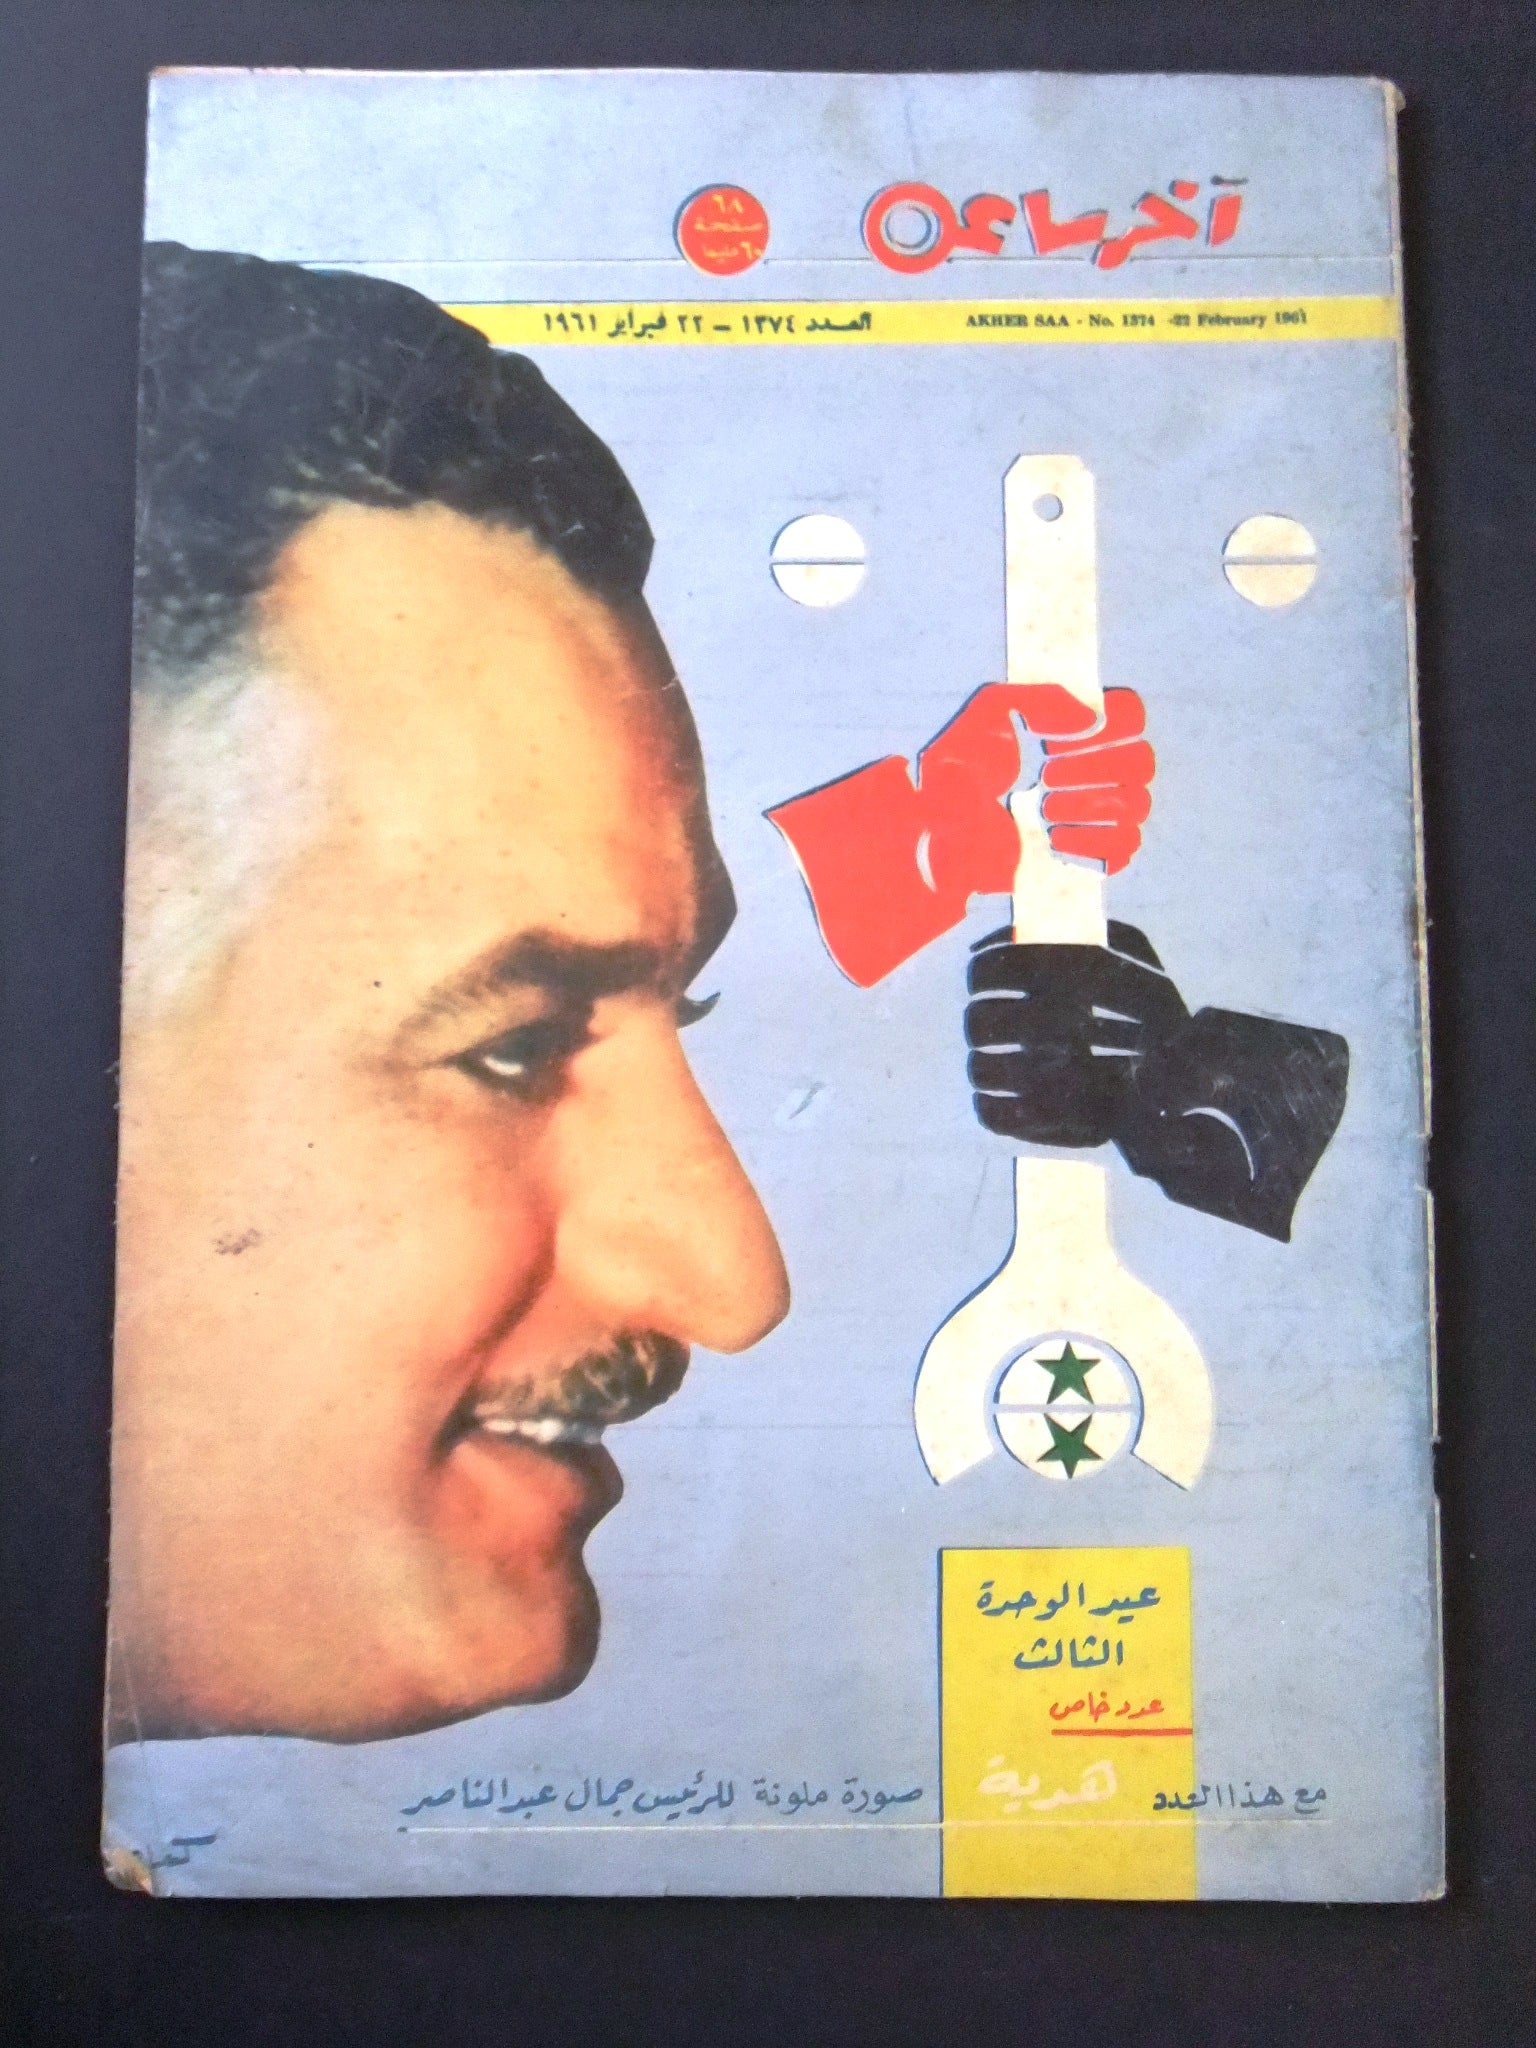 آخر ساعة
٦٨
صفحة
٦٠ مليما
العدد ١٣٧٤ – ٢٢ فبراير ١٩٦١
AKHER SAA - No. 1374 -22 February 1961
عيد الوحدة
الثالث
عدد خاص
مع هذا العدد هدية صورة ملونة للرئيس جمال عبد الناصر